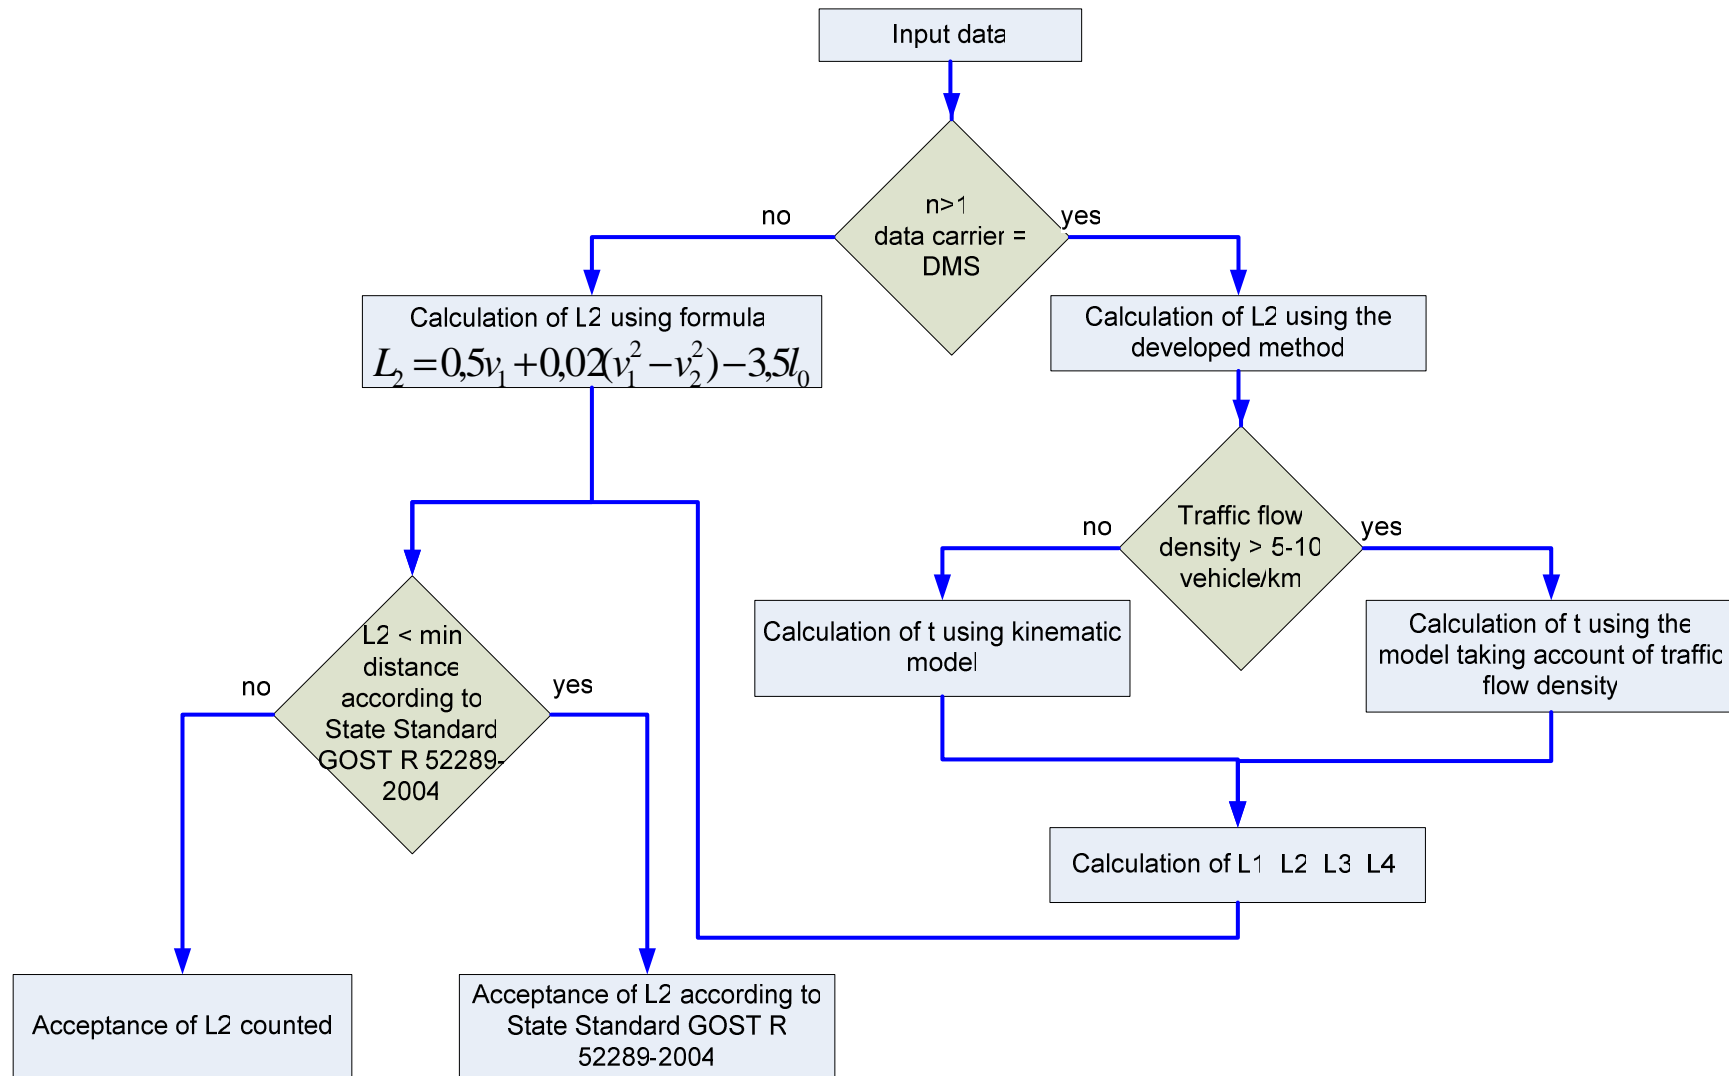 Input data
n>1
data carrier =
DMS
no
yes
Calculation of L2 using formula
L₂ = 0,5v₁ + 0,02(v₁² − v₂²) − 3,5l₀
Calculation of L2 using the
developed method
Traffic flow
density > 5-10
vehicle/km
no
yes
Calculation of t using kinematic
model
Calculation of t using the
model taking account of traffic
flow density
L2 < min
distance
according to
State Standard
GOST R 52289-
2004
no
yes
Calculation of L1 L2 L3 L4
Acceptance of L2 counted
Acceptance of L2 according to
State Standard GOST R
52289-2004